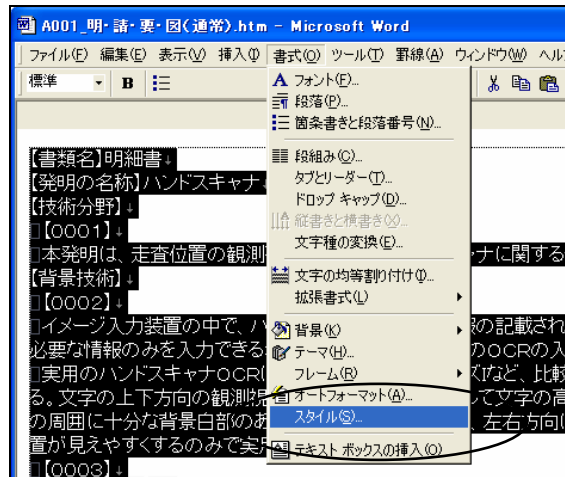 A001_明・請・要・図(通常).htm - Microsoft Word
ファイル(F) 編集(E) 表示(V) 挿入(I) 書式(O) ツール(T) 罫線(A) ウィンドウ(W) ヘル
標準 B
A フォント(F)...
段落(P)...
箇条書きと段落番号(N)...
段組み(C)...
タブとリーダー(T)...
ドロップ キャップ(D)...
縦書きと横書き(X)...
文字種の変換(E)...
文字の均等割り付け(I)...
拡張書式(L)
背景(K)
テーマ(H)...
フレーム(R)
オートフォーマット(A)...
スタイル(S)...
テキスト ボックスの挿入(O)
【書類名】明細書↓
【発明の名称】ハンドスキャナ↓
【技術分野】↓
□【0001】↓
□本発明は、走査位置の観測 ャナに関する
【背景技術】↓
□【0002】↓
□イメージ入力装置の中で、ハ 報の記載され
必要な情報のみを入力できる のOCRの入
□実用のハンドスキャナOCR( ズ)など、比較
る。文字の上下方向の観測視 して文字の高
の周囲に十分な背景白部のあ 、左右方向(
置が見えやすくするのみで実用
□【0003】↓